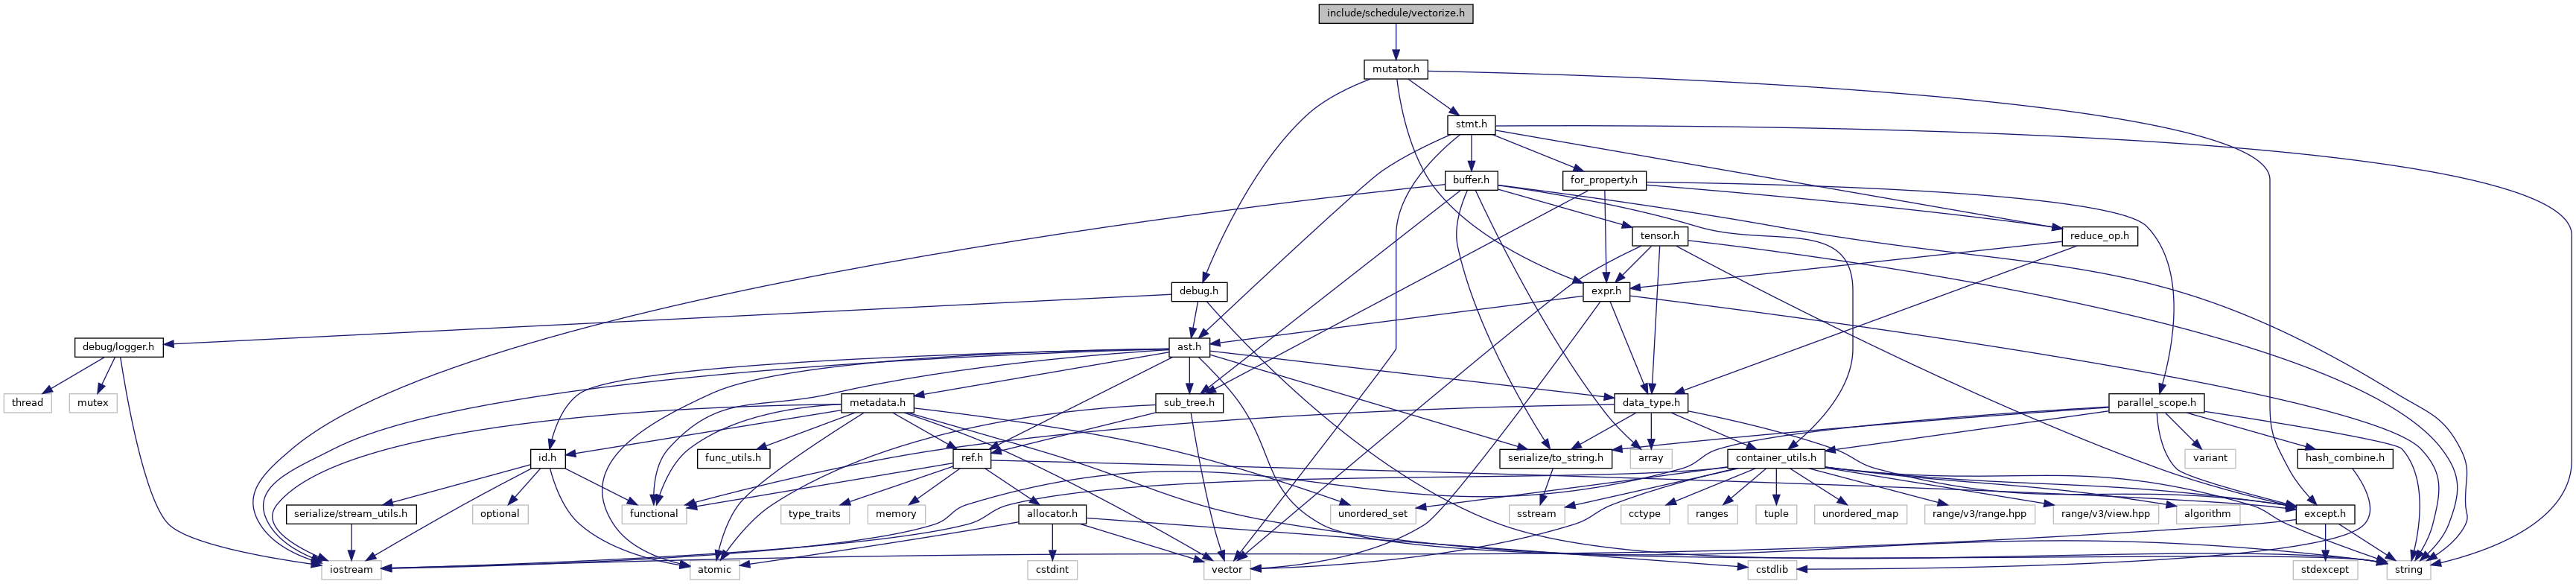 include/schedule/vectorize.h
mutator.h
stmt.h
buffer.h
for_property.h
tensor.h
reduce_op.h
debug.h
expr.h
debug/logger.h
ast.h
thread
mutex
metadata.h
sub_tree.h
data_type.h
parallel_scope.h
id.h
func_utils.h
ref.h
serialize/to_string.h
array
container_utils.h
variant
hash_combine.h
serialize/stream_utils.h
optional
functional
type_traits
memory
allocator.h
unordered_set
sstream
cctype
ranges
tuple
unordered_map
range/v3/range.hpp
range/v3/view.hpp
algorithm
except.h
iostream
atomic
cstdint
vector
cstdlib
stdexcept
string